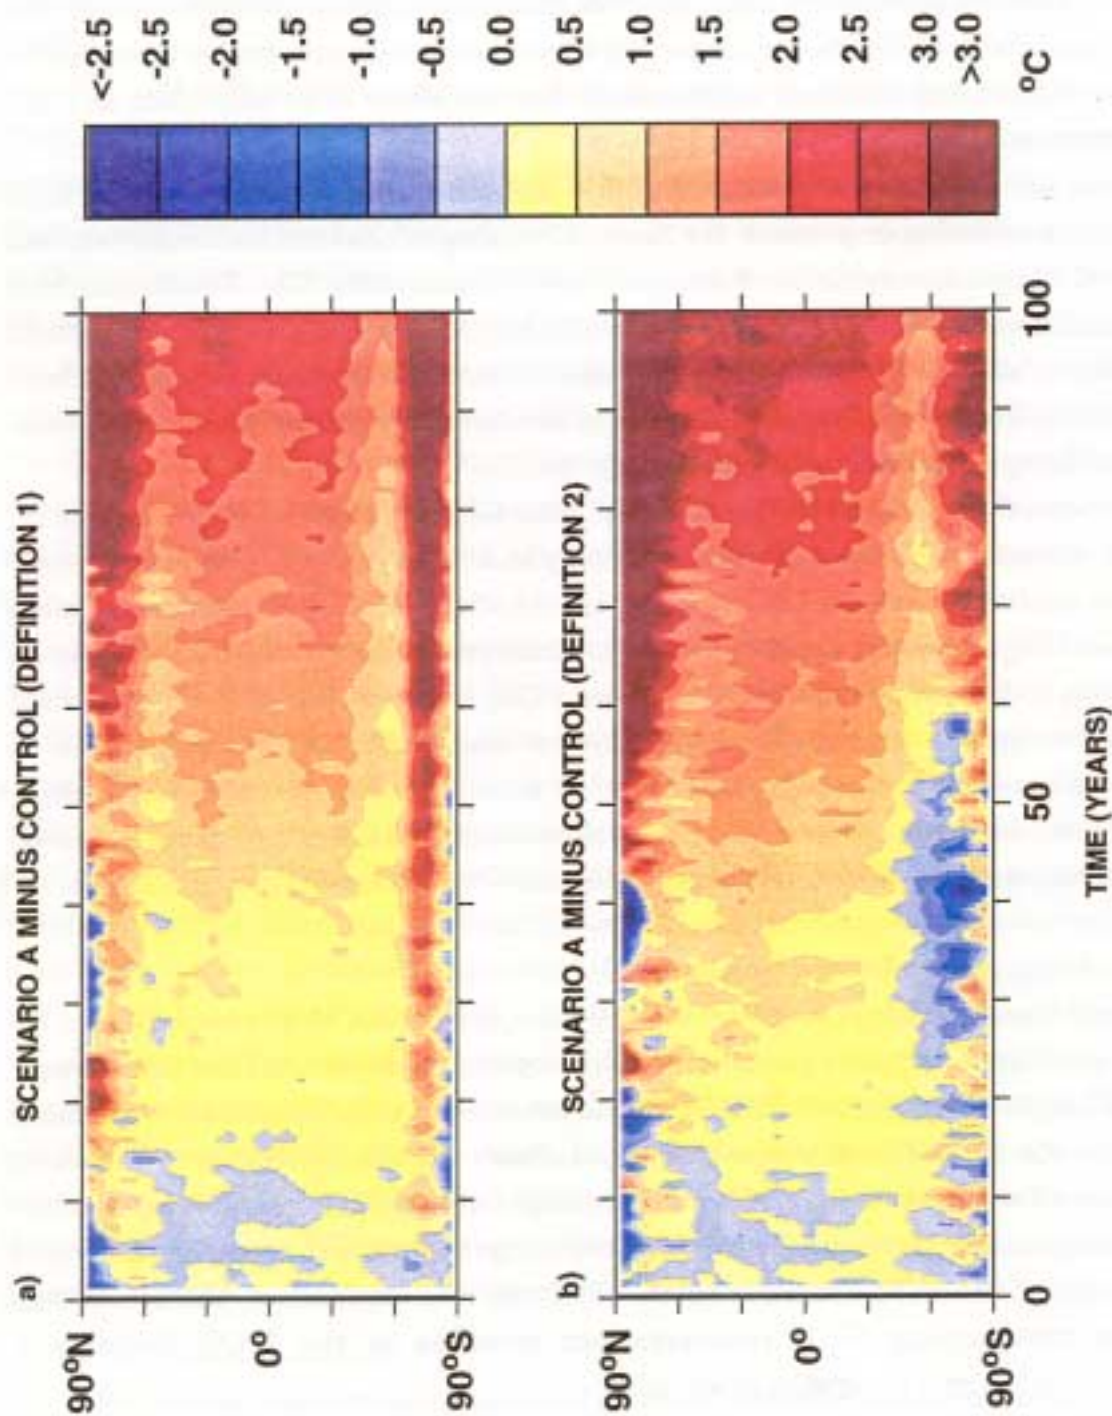 a) SCENARIO A MINUS CONTROL (DEFINITION 1)
90°N
0°
90°S
b) SCENARIO A MINUS CONTROL (DEFINITION 2)
90°N
0°
90°S
0 50 100
TIME (YEARS)
<-2.5
-2.5
-2.0
-1.5
-1.0
-0.5
0.0
0.5
1.0
1.5
2.0
2.5
3.0
>3.0
°C